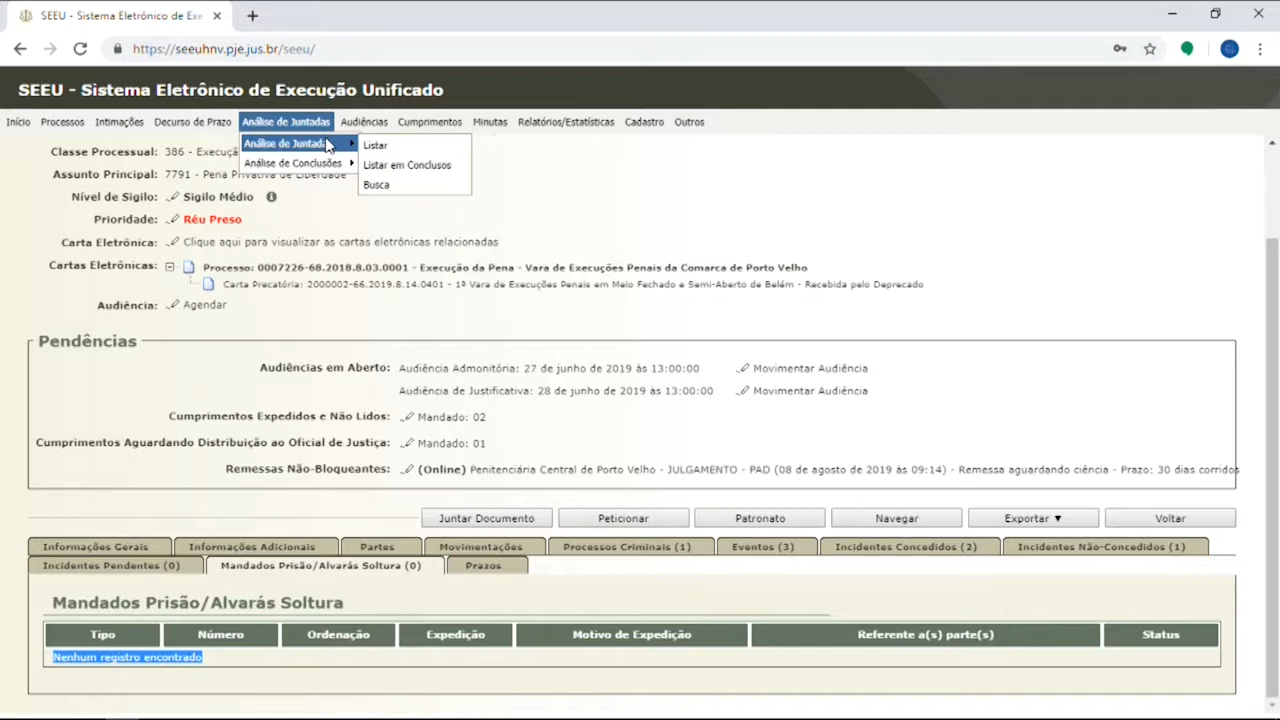 SEEU - Sistema Eletrônico de Exe
https://seeuhnv.pje.jus.br/seeu/
SEEU - Sistema Eletrônico de Execução Unificado
Início Processos Intimações Decurso de Prazo Análise de Juntadas Audiências Cumprimentos Minutas Relatórios/Estatísticas Cadastro Outros
Análise de Juntada
Análise de Conclusões
Listar
Listar em Conclusos
Busca
Classe Processual: 386 - Execuçã
Assunto Principal: 7791 - Pena Privativa de Liberdade
Nível de Sigilo: Sigilo Médio
Prioridade: Réu Preso
Carta Eletrônica: Clique aqui para visualizar as cartas eletrônicas relacionadas
Cartas Eletrônicas: Processo: 0007226-68.2018.8.03.0001 - Execução da Pena - Vara de Execuções Penais da Comarca de Porto Velho
Carta Precatória: 2000002-66.2019.8.14.0401 - 1ª Vara de Execuções Penais em Meio Fechado e Semi-Aberto de Belém - Recebida pelo Deprecado
Audiência: Agendar
Pendências
Audiências em Aberto: Audiência Admonitória: 27 de junho de 2019 às 13:00:00 Movimentar Audiência
Audiência de Justificativa: 28 de junho de 2019 às 13:00:00 Movimentar Audiência
Cumprimentos Expedidos e Não Lidos: Mandado: 02
Cumprimentos Aguardando Distribuição ao Oficial de Justiça: Mandado: 01
Remessas Não-Bloqueantes: (Online) Penitenciária Central de Porto Velho - JULGAMENTO - PAD (08 de agosto de 2019 às 09:14) - Remessa aguardando ciência - Prazo: 30 dias corridos
Juntar Documento Peticionar Patronato Navegar Exportar ▼ Voltar
Informações Gerais Informações Adicionais Partes Movimentações Processos Criminais (1) Eventos (3) Incidentes Concedidos (2) Incidentes Não-Concedidos (1)
Incidentes Pendentes (0) Mandados Prisão/Alvarás Soltura (0) Prazos
Mandados Prisão/Alvarás Soltura
Tipo Número Ordenação Expedição Motivo de Expedição Referente a(s) parte(s) Status
Nenhum registro encontrado